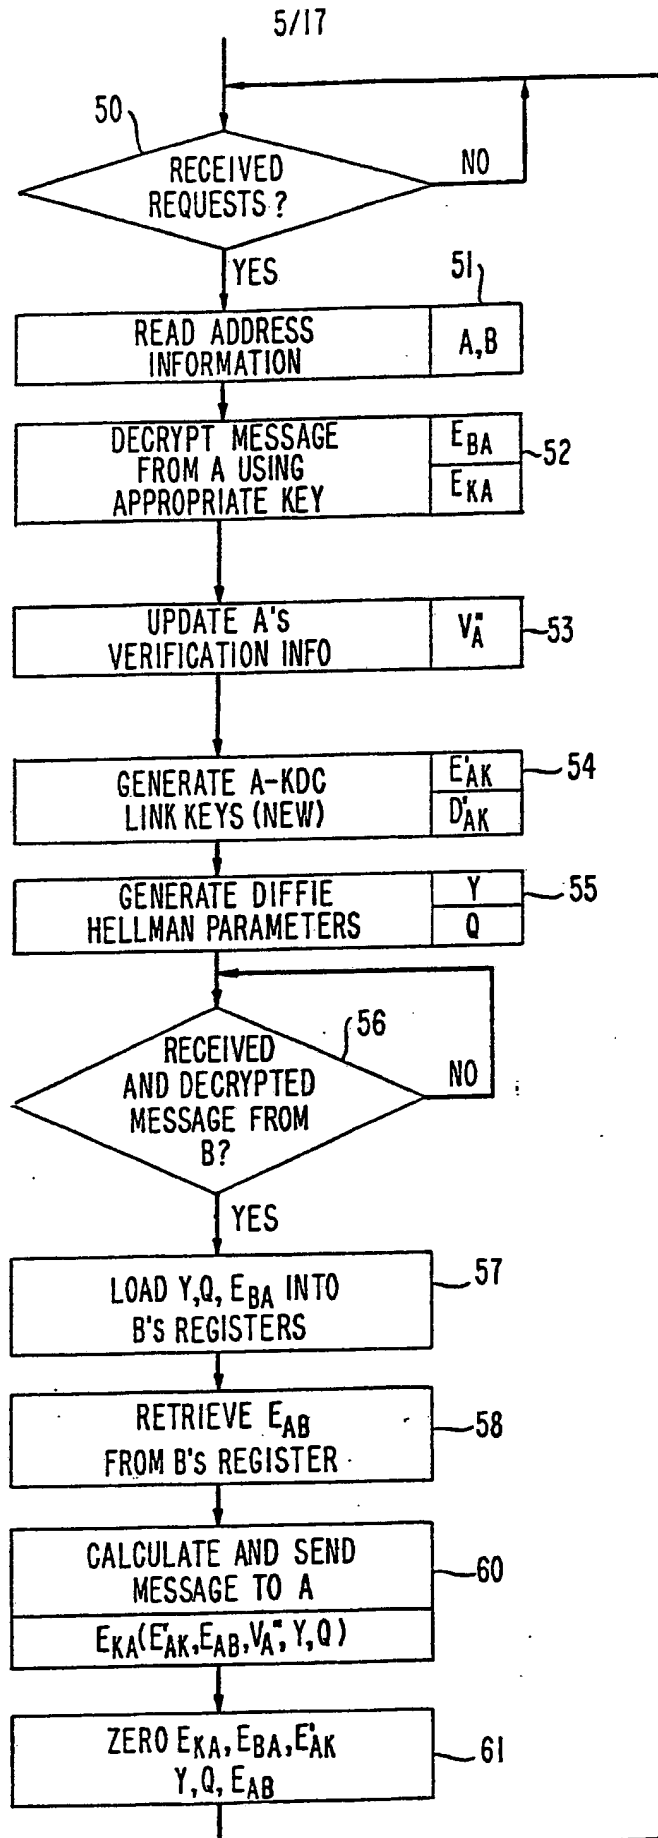 5/17
50
RECEIVED
REQUESTS?
NO
YES
51
READ ADDRESS
INFORMATION
A,B
DECRYPT MESSAGE
FROM A USING
APPROPRIATE KEY
E_BA
E_KA
52
UPDATE A's
VERIFICATION INFO
V_A"
53
GENERATE A-KDC
LINK KEYS (NEW)
E'_AK
D'_AK
54
GENERATE DIFFIE
HELLMAN PARAMETERS
Y
Q
55
56
RECEIVED
AND DECRYPTED
MESSAGE FROM
B?
NO
YES
LOAD Y,Q, E_BA INTO
B's REGISTERS
57
RETRIEVE E_AB
FROM B's REGISTER
58
CALCULATE AND SEND
MESSAGE TO A
60
E_KA(E'_AK,E_AB,V_A",Y,Q)
ZERO E_KA,E_BA,E'_AK
Y,Q,E_AB
61